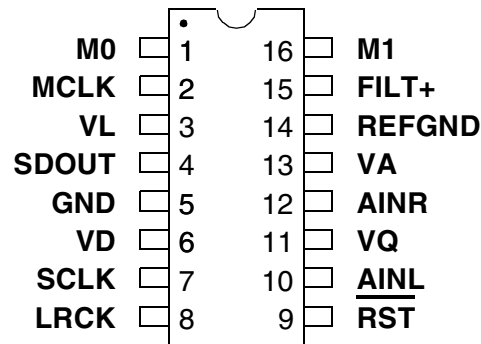 M0 1 16 M1
MCLK 2 15 FILT+
VL 3 14 REFGND
SDOUT 4 13 VA
GND 5 12 AINR
VD 6 11 VQ
SCLK 7 10 AINL
LRCK 8 9 RST